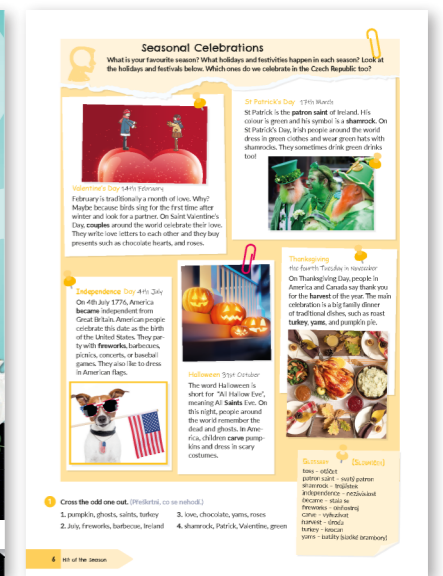 Seasonal Celebrations
What is your favourite season? What holidays and festivities happen in each season? Look at
the holidays and festivals below. Which ones do we celebrate in the Czech Republic too?
St Patrick's Day 17th March
St Patrick is the patron saint of Ireland. His
colour is green and his symbol is a shamrock. On
St Patrick's Day, Irish people around the world
dress in green clothes and wear green hats with
shamrocks. They sometimes drink green drinks
too!
Valentine's Day 14th February
February is traditionally a month of love. Why?
Maybe because birds sing for the first time after
winter and look for a partner. On Saint Valentine's
Day, couples around the world celebrate their love.
They write love letters to each other and they buy
presents such as chocolate hearts, and roses.
Thanksgiving
the fourth Tuesday in November
On Thanksgiving Day, people in
America and Canada say thank you
for the harvest of the year. The main
celebration is a big family dinner
of traditional dishes, such as roast
turkey, yams, and pumpkin pie.
Independence Day 4th July
On 4th July 1776, America
became independent from
Great Britain. American people
celebrate this date as the birth
of the United States. They par-
ty with fireworks, barbecues,
picnics, concerts, or baseball
games. They also like to dress
in American flags.
Halloween 31st October
The word Halloween is
short for "All Hallow Eve",
meaning All Saints Eve. On
this night, people around
the world remember the
dead and ghosts. In Ame-
rica, children carve pump-
kins and dress in scary
costumes.
Glossary [Slovníček]
toss – otáčet
patron saint – svatý patron
shamrock – trojlístek
independence – nezávislost
became – stala se
fireworks – ohňostroj
carve – vyřezávat
harvest – úroda
turkey – krocan
yams – batáty (sladké brambory)
1 Cross the odd one out. (Přeškrtni, co se nehodí.)
1. pumpkin, ghosts, saints, turkey
2. July, fireworks, barbecue, Ireland
3. love, chocolate, yams, roses
4. shamrock, Patrick, Valentine, green
6 Hit of the Season